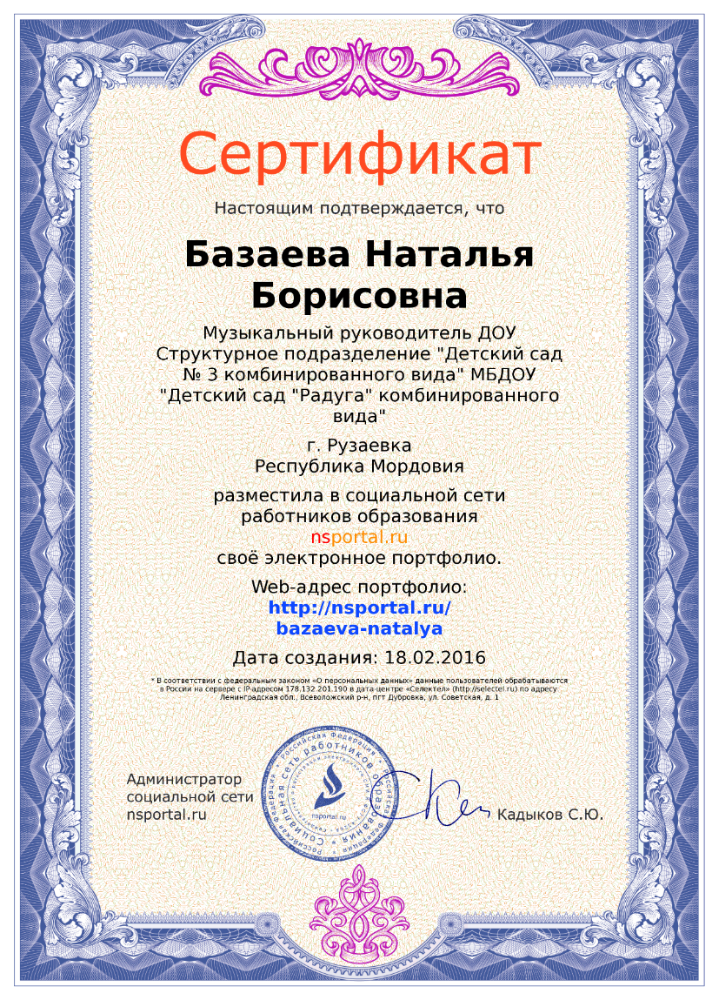 Сертификат
Настоящим подтверждается, что
Базаева Наталья
Борисовна
Музыкальный руководитель ДОУ
Структурное подразделение "Детский сад
№ 3 комбинированного вида" МБДОУ
"Детский сад "Радуга" комбинированного
вида"
г. Рузаевка
Республика Мордовия
разместила в социальной сети
работников образования
nsportal.ru
своё электронное портфолио.
Web-адрес портфолио:
http://nsportal.ru/
bazaeva-natalya
Дата создания: 18.02.2016
* В соответствии с федеральным законом «О персональных данных» данные пользователей обрабатываются
в России на сервере с IP-адресом 178.132.201.190 в дата-центре «Селектел» (http://selectel.ru) по адресу:
Ленинградская обл., Всеволожский р-н, пгт Дубровка, ул. Советская, д. 1
Администратор
социальной сети
nsportal.ru
Российская Федерация * Российская Федерация * Российская Федерация *
Социальная сеть работников образования *
nsportal.ru
Кадыков С.Ю.